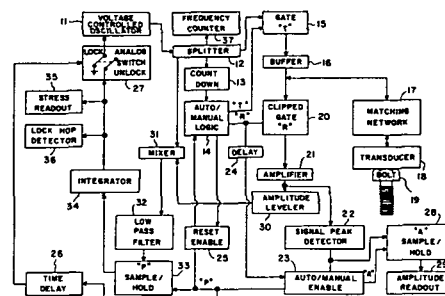 11
VOLTAGE
CONTROLLED
OSCILLATOR
FREQUENCY
COUNTER
37
SPLITTER
12
GATE
"T"
15
BUFFER
16
LOCK
ANALOG
SWITCH
UNLOCK
27
COUNT
DOWN
13
35
STRESS
READOUT
AUTO/
MANUAL
LOGIC
14
"T"
"R"
CLIPPED
GATE
"R"
20
MATCHING
NETWORK
17
LOCK HOP
DETECTOR
36
31
MIXER
DELAY
24
TRANSDUCER
18
BOLT
19
21
AMPLIFIER
INTEGRATOR
34
AMPLITUDE
LEVELER
30
28
"A"
SAMPLE/
HOLD
32
LOW
PASS
FILTER
RESET
ENABLE
25
SIGNAL PEAK
DETECTOR
22
26
TIME
DELAY
"P"
SAMPLE/
HOLD
33
"P"
23
AUTO/MANUAL
ENABLE
"A"
29
AMPLITUDE
READOUT